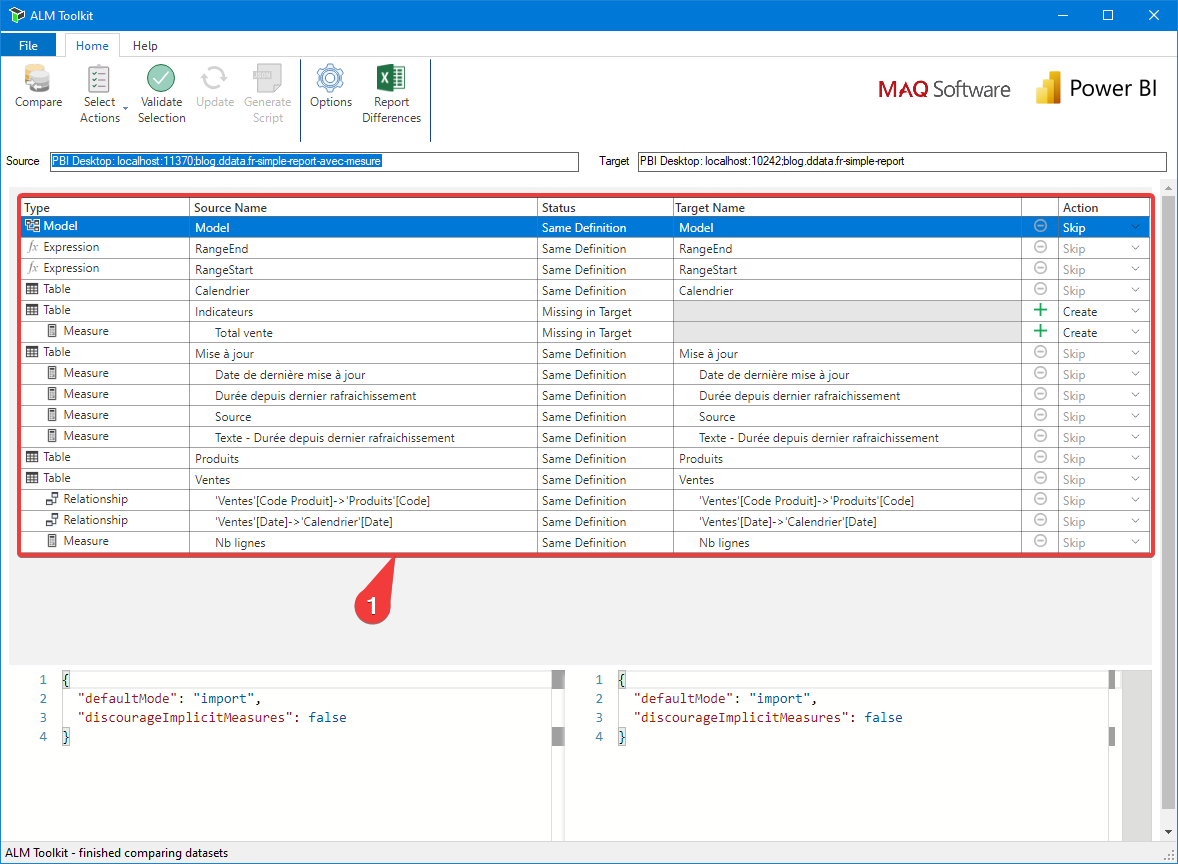 ALM Toolkit
File Home Help
Compare Select Actions Validate Selection Update Generate Script Options Report Differences
MAQ Software Power BI
Source PBI Desktop: localhost:11370;blog.ddata.fr-simple-report-avec-mesure Target PBI Desktop: localhost:10242;blog.ddata.fr-simple-report
Type Source Name Status Target Name Action
Model Model Same Definition Model Skip
fx Expression RangeEnd Same Definition RangeEnd Skip
fx Expression RangeStart Same Definition RangeStart Skip
Table Calendrier Same Definition Calendrier Skip
Table Indicateurs Missing in Target Create
Measure Total vente Missing in Target Create
Table Mise à jour Same Definition Mise à jour Skip
Measure Date de dernière mise à jour Same Definition Date de dernière mise à jour Skip
Measure Durée depuis dernier rafraichissement Same Definition Durée depuis dernier rafraichissement Skip
Measure Source Same Definition Source Skip
Measure Texte - Durée depuis dernier rafraichissement Same Definition Texte - Durée depuis dernier rafraichissement Skip
Table Produits Same Definition Produits Skip
Table Ventes Same Definition Ventes Skip
Relationship 'Ventes'[Code Produit]->'Produits'[Code] Same Definition 'Ventes'[Code Produit]->'Produits'[Code] Skip
Relationship 'Ventes'[Date]->'Calendrier'[Date] Same Definition 'Ventes'[Date]->'Calendrier'[Date] Skip
Measure Nb lignes Same Definition Nb lignes Skip
1
1 { 1 {
2 "defaultMode": "import", 2 "defaultMode": "import",
3 "discourageImplicitMeasures": false 3 "discourageImplicitMeasures": false
4 } 4 }
ALM Toolkit - finished comparing datasets